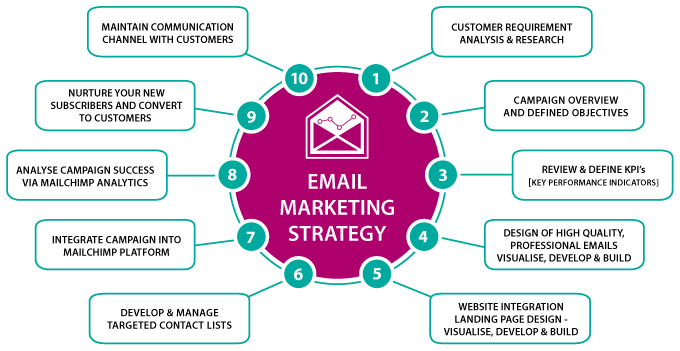 EMAIL
MARKETING
STRATEGY
1
CUSTOMER REQUIREMENT
ANALYSIS & RESEARCH
2
CAMPAIGN OVERVIEW
AND DEFINED OBJECTIVES
3
REVIEW & DEFINE KPI's
[KEY PERFORMANCE INDICATORS]
4
DESIGN OF HIGH QUALITY,
PROFESSIONAL EMAILS
VISUALISE, DEVELOP & BUILD
5
WEBSITE INTEGRATION
LANDING PAGE DESIGN -
VISUALISE, DEVELOP & BUILD
6
DEVELOP & MANAGE
TARGETED CONTACT LISTS
7
INTEGRATE CAMPAIGN INTO
MAILCHIMP PLATFORM
8
ANALYSE CAMPAIGN SUCCESS
VIA MAILCHIMP ANALYTICS
9
NURTURE YOUR NEW
SUBSCRIBERS AND CONVERT
TO CUSTOMERS
10
MAINTAIN COMMUNICATION
CHANNEL WITH CUSTOMERS